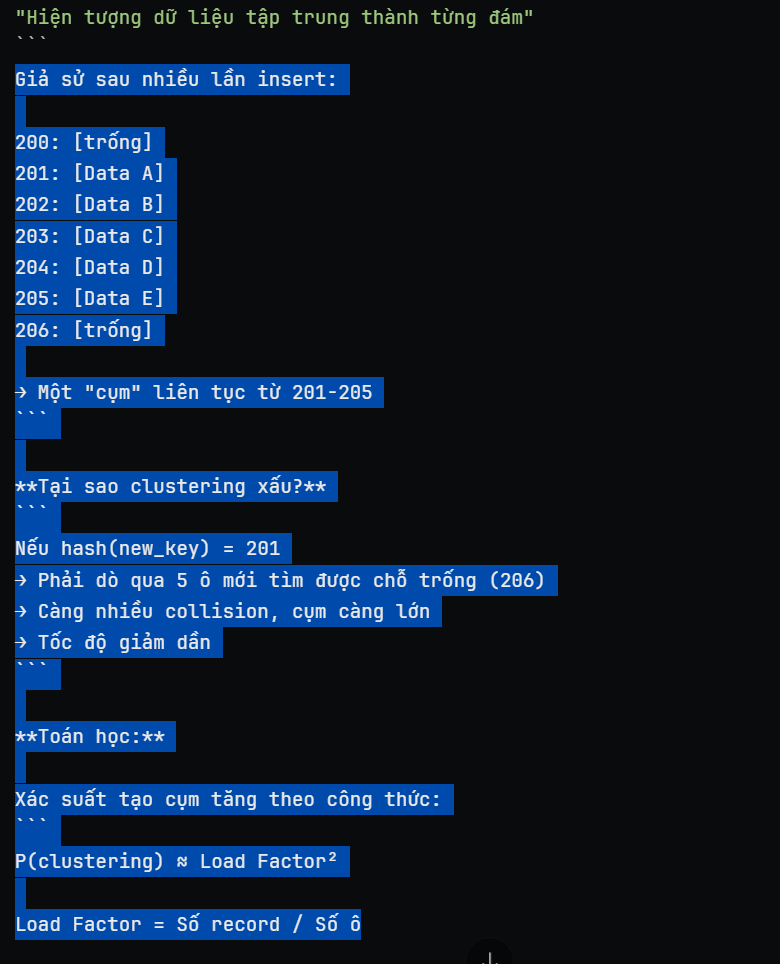 "Hiện tượng dữ liệu tập trung thành từng đám"
```
Giả sử sau nhiều lần insert:
200: [trống]
201: [Data A]
202: [Data B]
203: [Data C]
204: [Data D]
205: [Data E]
206: [trống]
→ Một "cụm" liên tục từ 201-205
```
**Tại sao clustering xấu?**
```
Nếu hash(new_key) = 201
→ Phải dò qua 5 ô mới tìm được chỗ trống (206)
→ Càng nhiều collision, cụm càng lớn
→ Tốc độ giảm dần
```
**Toán học:**
Xác suất tạo cụm tăng theo công thức:
```
P(clustering) ≈ Load Factor²
Load Factor = Số record / Số ô